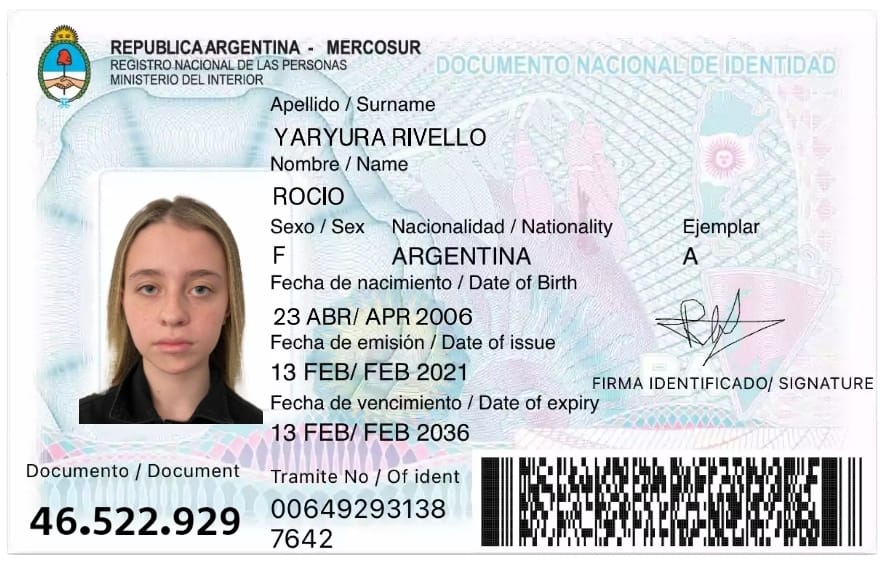 REPUBLICA ARGENTINA - MERCOSUR
REGISTRO NACIONAL DE LAS PERSONAS
MINISTERIO DEL INTERIOR
DOCUMENTO NACIONAL DE IDENTIDAD
Apellido / Surname
YARYURA RIVELLO
Nombre / Name
ROCIO
Sexo / Sex Nacionalidad / Nationality Ejemplar
F ARGENTINA A
Fecha de nacimiento / Date of Birth
23 ABR/ APR 2006
Fecha de emisión / Date of issue
13 FEB/ FEB 2021
FIRMA IDENTIFICADO/ SIGNATURE
Fecha de vencimiento / Date of expiry
13 FEB/ FEB 2036
Documento / Document Tramite No / Of ident
46.522.929 00649293138
7642